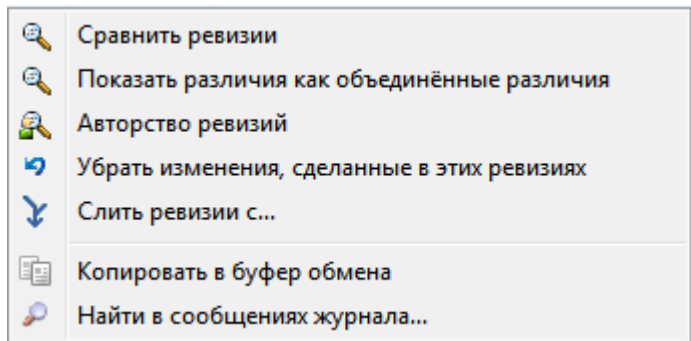 Сравнить ревизии
Показать различия как объединённые различия
Авторство ревизий
Убрать изменения, сделанные в этих ревизиях
Слить ревизии с...
Копировать в буфер обмена
Найти в сообщениях журнала...